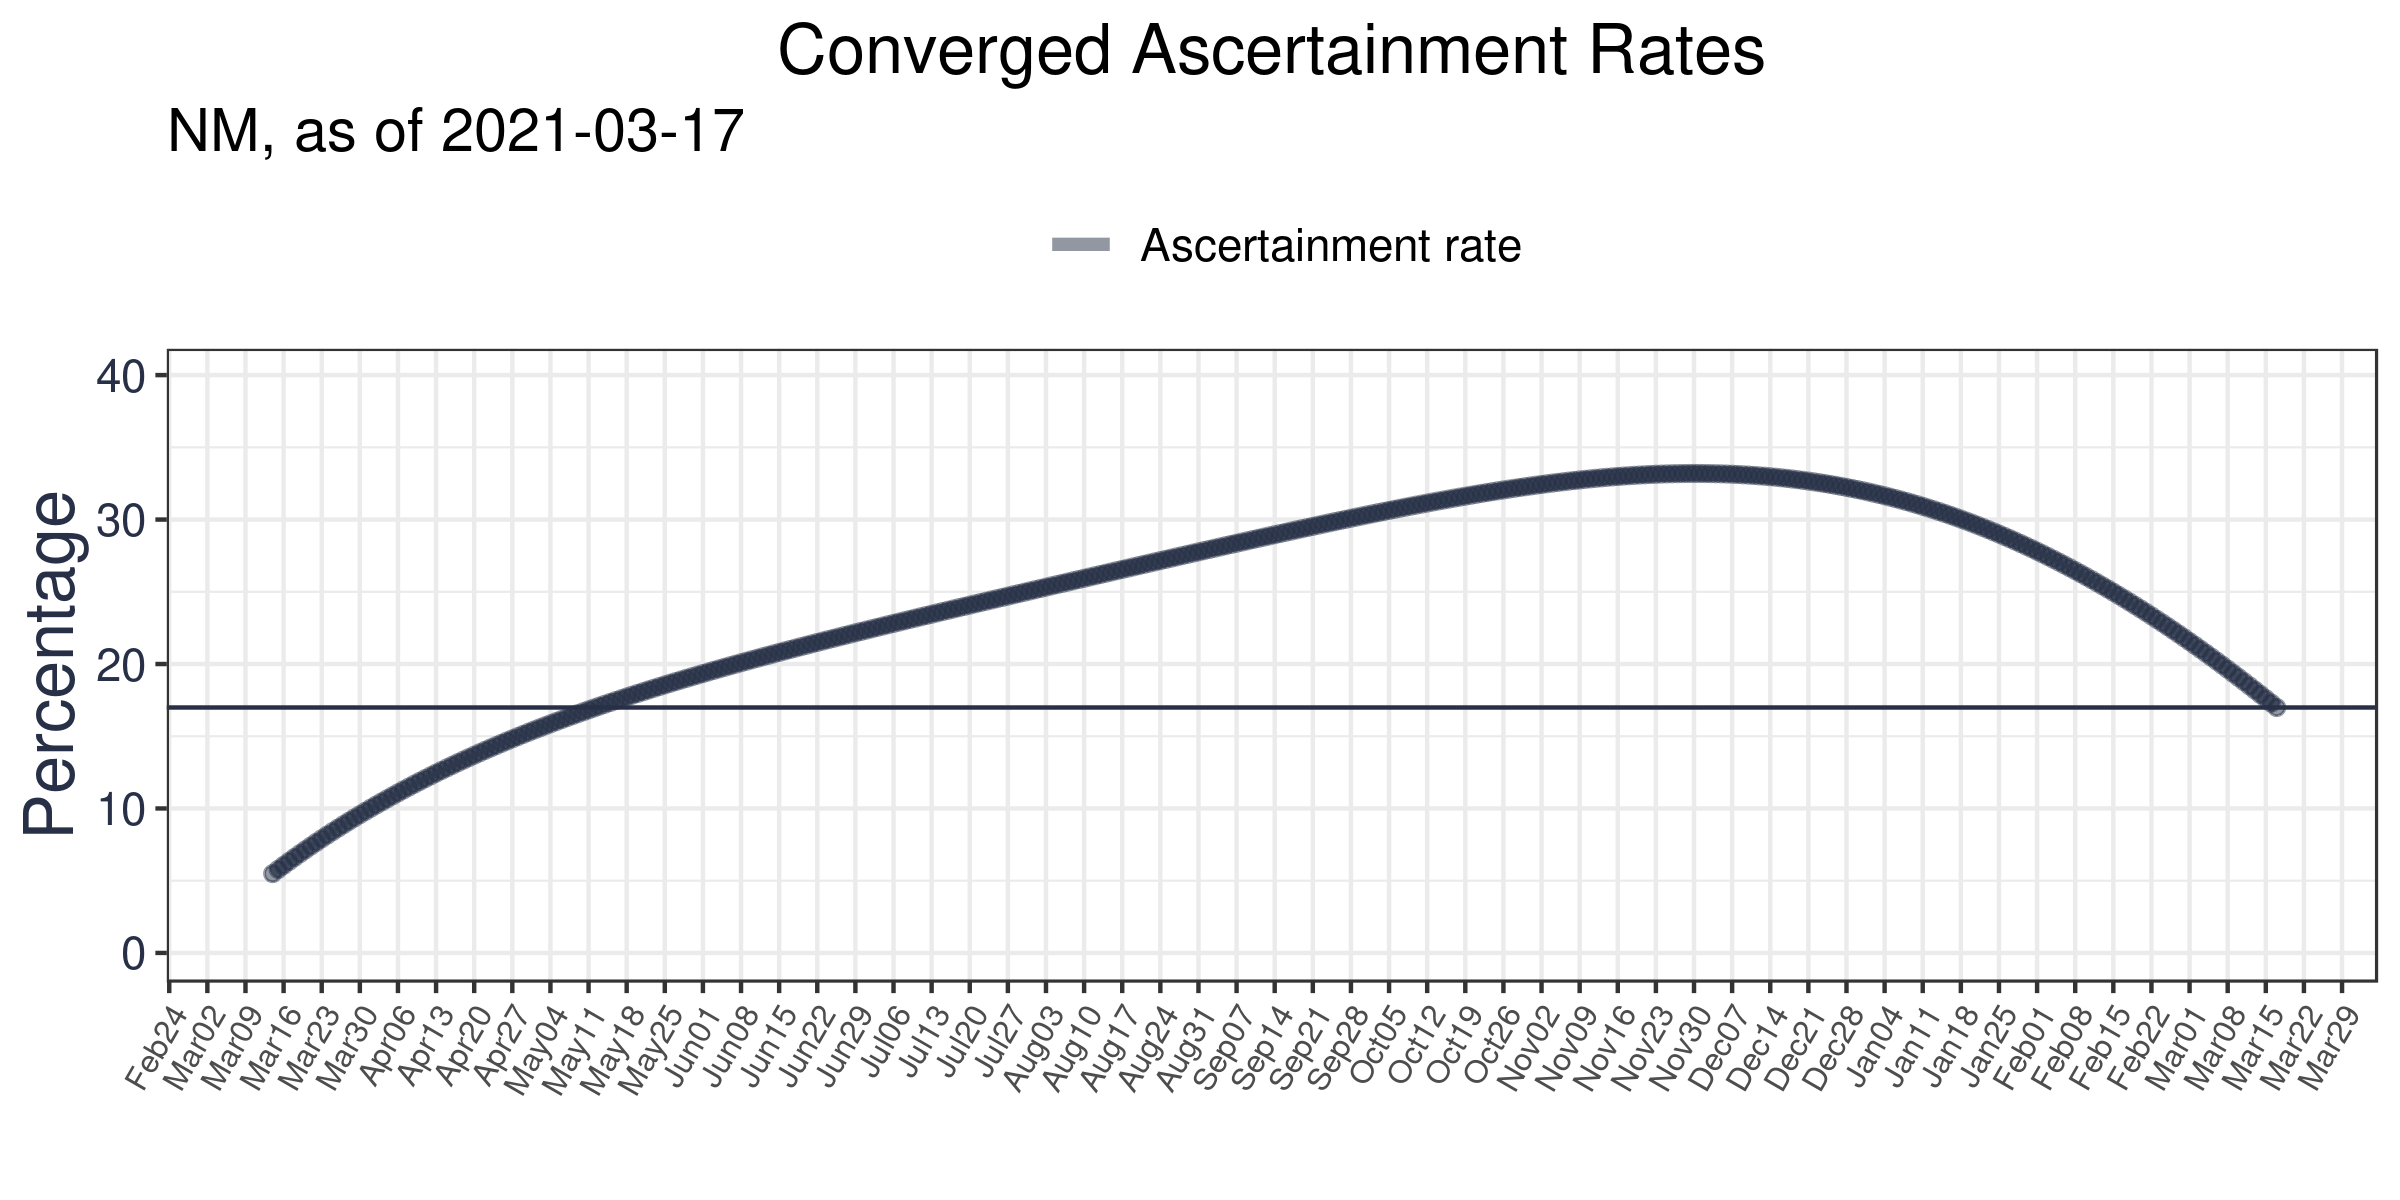 Converged Ascertainment Rates
NM, as of 2021-03-17
Ascertainment rate
Percentage
40
30
20
10
0
Feb24
Mar02
Mar09
Mar16
Mar23
Mar30
Apr06
Apr13
Apr20
Apr27
May04
May11
May18
May25
Jun01
Jun08
Jun15
Jun22
Jun29
Jul06
Jul13
Jul20
Jul27
Aug03
Aug10
Aug17
Aug24
Aug31
Sep07
Sep14
Sep21
Sep28
Oct05
Oct12
Oct19
Oct26
Nov02
Nov09
Nov16
Nov23
Nov30
Dec07
Dec14
Dec21
Dec28
Jan04
Jan11
Jan18
Jan25
Feb01
Feb08
Feb15
Feb22
Mar01
Mar08
Mar15
Mar22
Mar29